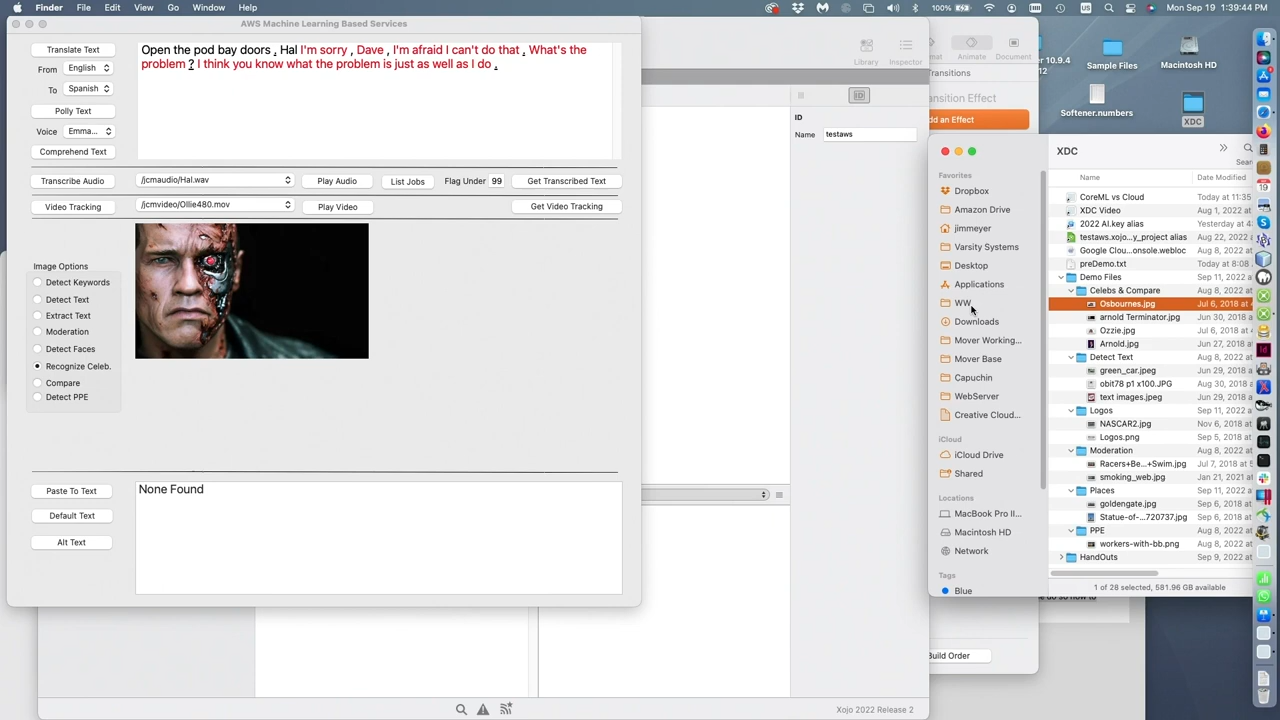 Finder File Edit View Go Window Help
Mon Sep 19 1:39:44 PM
AWS Machine Learning Based Services
Translate Text
From English
To Spanish
Polly Text
Voice Emma...
Comprehend Text
Open the pod bay doors . Hal I'm sorry , Dave , I'm afraid I can't do that . What's the
problem ? I think you know what the problem is just as well as I do .
Transcribe Audio /jcmaudio/Hal.wav Play Audio List Jobs Flag Under 99 Get Transcribed Text
Video Tracking /jcmvideo/Ollie480.mov Play Video Get Video Tracking
Image Options
Detect Keywords
Detect Text
Extract Text
Moderation
Detect Faces
Recognize Celeb.
Compare
Detect PPE
Paste To Text
Default Text
Alt Text
None Found
Library Inspector
ID
Name testaws
Xojo 2022 Release 2
Animate Document
Add an Effect
Build Order
10.9.4
12
Sample Files
Macintosh HD
Softener.numbers
XDC
XDC
Favorites
Dropbox
Amazon Drive
jimmeyer
Varsity Systems
Desktop
Applications
WW
Downloads
Mover Working...
Mover Base
Capuchin
WebServer
Creative Cloud...
iCloud
iCloud Drive
Shared
Locations
MacBook Pro II...
Macintosh HD
Network
Tags
Blue
Name Date Modified
CoreML vs Cloud Today at 11:35
XDC Video Aug 1, 2022 at
2022 AI.key alias Yesterday at 4
testaws.xojo...y_project alias Aug 22, 2022
Google Clou...onsole.webloc Aug 8, 2022 at
preDemo.txt Today at 8:08
Demo Files Sep 11, 2022 at
Celebs & Compare Aug 8, 2022 at
Osbournes.jpg Jul 6, 2018 at
arnold Terminator.jpg Jun 30, 2018 at
Ozzie.jpg Jul 6, 2018 at
Arnold.jpg Jun 27, 2018 at
Detect Text Aug 8, 2022 at
green_car.jpeg Jun 29, 2018 at
obit78 p1 x100.JPG Aug 30, 2018 at
text images.jpeg Jun 29, 2018 at
Logos Sep 11, 2022 at
NASCAR2.jpg Nov 6, 2018 at
Logos.png Sep 5, 2018 at
Moderation Aug 8, 2022 at
Racers+Be...+Swim.jpg Jul 7, 2018 at
smoking_web.jpg Jan 21, 2018 at
Places Sep 11, 2022 at
goldengate.jpg Sep 6, 2018 at
Statue-of-...720737.jpg Sep 6, 2018 at
PPE Aug 8, 2022 at
workers-with-bb.png Aug 8, 2022 at
HandOuts Sep 9, 2022 at
1 of 28 selected, 581.96 GB available